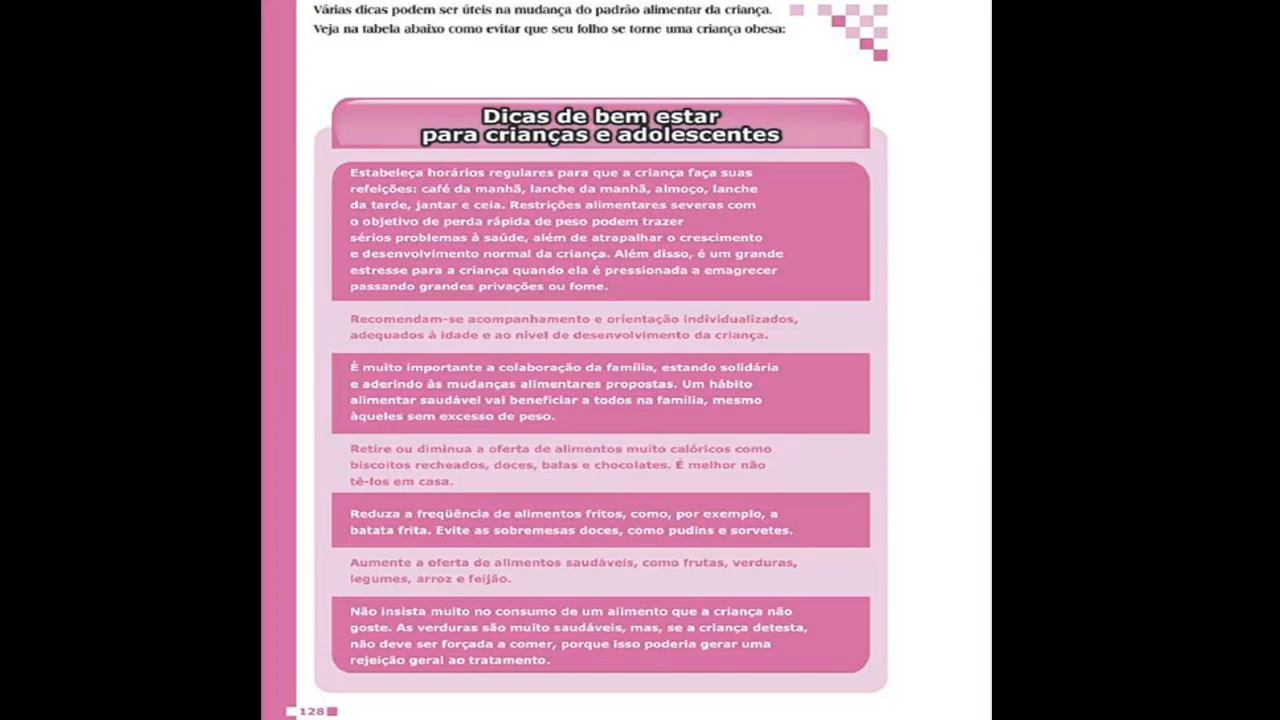 Várias dicas podem ser úteis na mudança do padrão alimentar da criança.
Veja na tabela abaixo como evitar que seu folho se torne uma criança obesa:
Dicas de bem estar
para crianças e adolescentes
Estabeleça horários regulares para que a criança faça suas
refeições: café da manhã, lanche da manhã, almoço, lanche
da tarde, jantar e ceia. Restrições alimentares severas com
o objetivo de perda rápida de peso podem trazer
sérios problemas à saúde, além de atrapalhar o crescimento
e desenvolvimento normal da criança. Além disso, é um grande
estresse para a criança quando ela é pressionada a emagrecer
passando grandes privações ou fome.
Recomendam-se acompanhamento e orientação individualizados,
adequados à idade e ao nível de desenvolvimento da criança.
É muito importante a colaboração da família, estando solidária
e aderindo às mudanças alimentares propostas. Um hábito
alimentar saudável vai beneficiar a todos na família, mesmo
àqueles sem excesso de peso.
Retire ou diminua a oferta de alimentos muito calóricos como
biscoitos recheados, doces, balas e chocolates. É melhor não
tê-los em casa.
Reduza a freqüência de alimentos fritos, como, por exemplo, a
batata frita. Evite as sobremesas doces, como pudins e sorvetes.
Aumente a oferta de alimentos saudáveis, como frutas, verduras,
legumes, arroz e feijão.
Não insista muito no consumo de um alimento que a criança não
goste. As verduras são muito saudáveis, mas, se a criança detesta,
não deve ser forçada a comer, porque isso poderia gerar uma
rejeição geral ao tratamento.
128